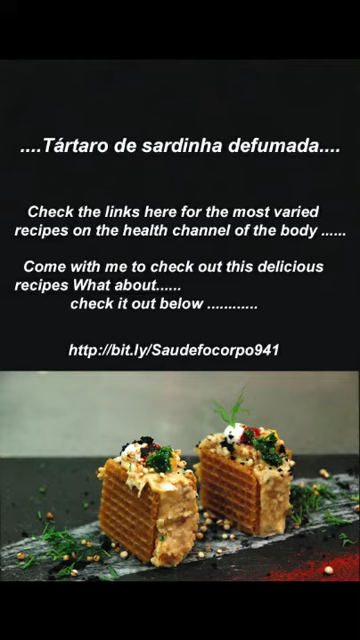 ....Tártaro de sardinha defumada....
Check the links here for the most varied
recipes on the health channel of the body ......
Come with me to check out this delicious
recipes What about......
check it out below ............
http://bit.ly/Saudefocorpo941